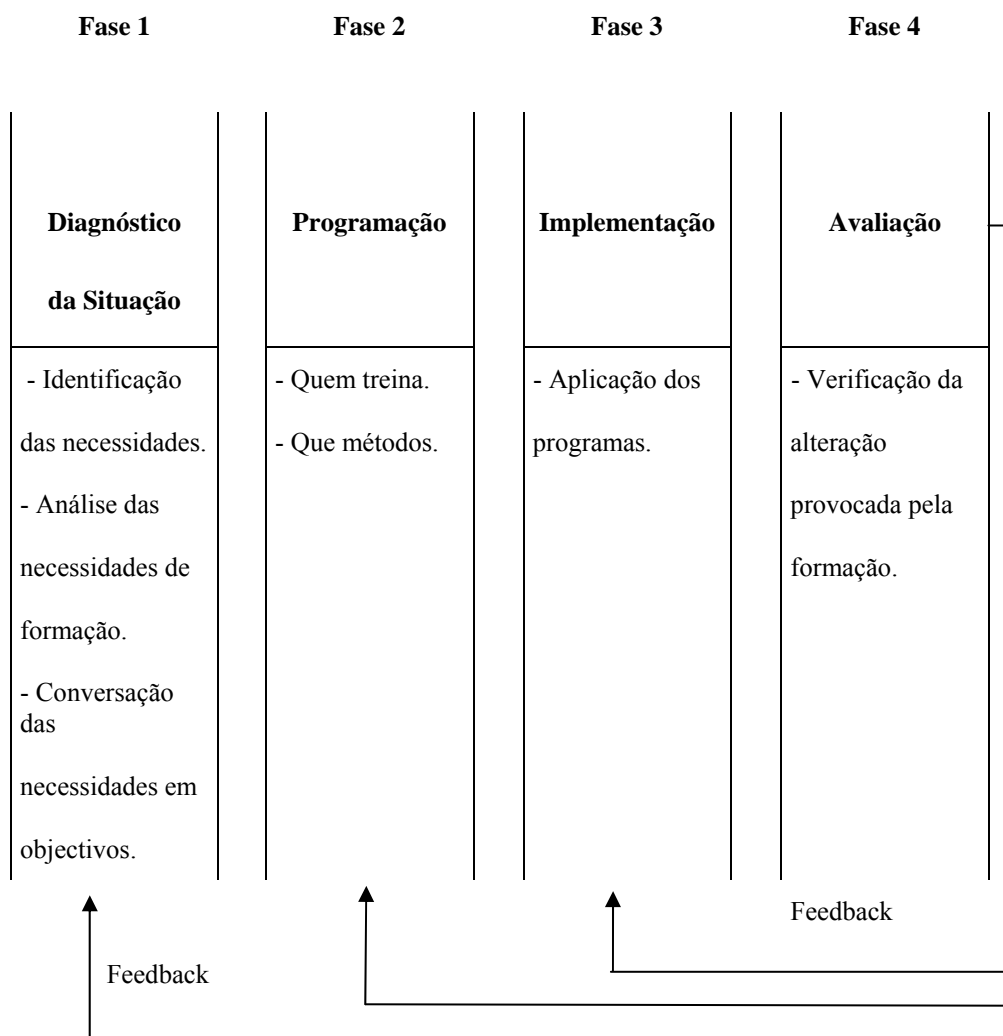 Fase 1
Fase 2
Fase 3
Fase 4
Diagnóstico
da Situação
Programação
Implementação
Avaliação
- Identificação
das necessidades.
- Análise das
necessidades de
formação.
- Conversação
das
necessidades em
objectivos.
- Quem treina.
- Que métodos.
- Aplicação dos
programas.
- Verificação da
alteração
provocada pela
formação.
Feedback
Feedback